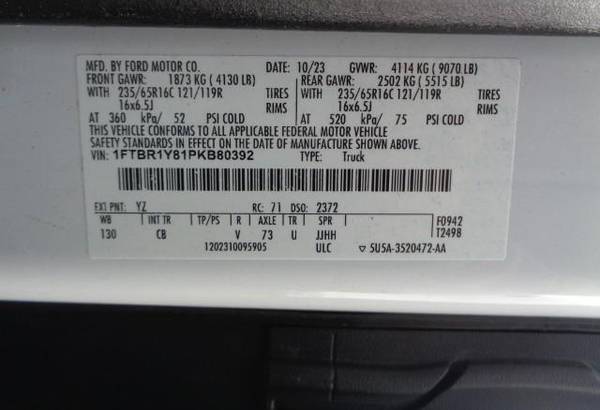 MFD. BY FORD MOTOR CO. DATE: 10/23 GVWR: 4114 KG ( 9070 LB)
FRONT GAWR: 1873 KG ( 4130 LB) REAR GAWR: 2502 KG ( 5515 LB)
WITH 235/65R16C 121/119R TIRES WITH 235/65R16C 121/119R TIRES
16x6.5J RIMS 16x6.5J RIMS
AT 360 kPa/ 52 PSI COLD AT 520 kPa/ 75 PSI COLD
THIS VEHICLE CONFORMS TO ALL APPLICABLE FEDERAL MOTOR VEHICLE
SAFETY STANDARDS IN EFFECT ON THE DATE OF MANUFACTURE SHOWN ABOVE.
VIN: 1FTBR1Y81PKB80392 TYPE: Truck
EXT PNT: YZ RC: 71 DSO: 2372
WB INT TR TP/PS R AXLE TR SPR F0942
130 CB V 73 U JJHH T2498
1202310095905 ULC ▽ 5U5A-3520472-AA